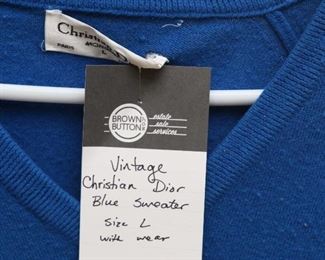 Christian
PARIS
L
BROWN
BUTTON
estate
sale
services
Vintage
Christian Dior
Blue Sweater
Size L
with wear